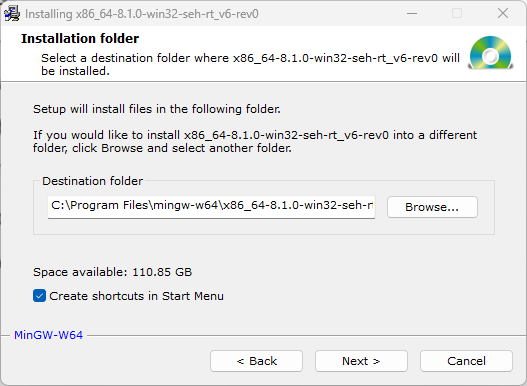 Installing x86_64-8.1.0-win32-seh-rt_v6-rev0
Installation folder
Select a destination folder where x86_64-8.1.0-win32-seh-rt_v6-rev0 will
be installed.
Setup will install files in the following folder.
If you would like to install x86_64-8.1.0-win32-seh-rt_v6-rev0 into a different
folder, click Browse and select another folder.
Destination folder
C:\Program Files\mingw-w64\x86_64-8.1.0-win32-seh-rt
Browse...
Space available: 110.85 GB
Create shortcuts in Start Menu
MinGW-W64
< Back
Next >
Cancel